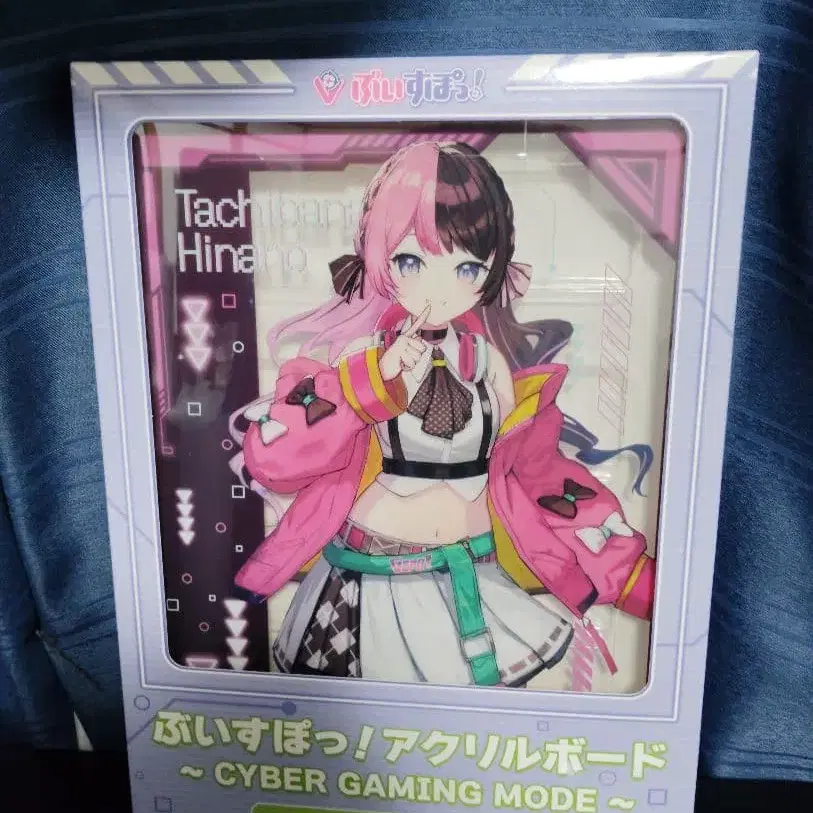 ぶいすぽっ!
Tachibana
Hinano
ぶいすぽっ!アクリルボード
~ CYBER GAMING MODE ~